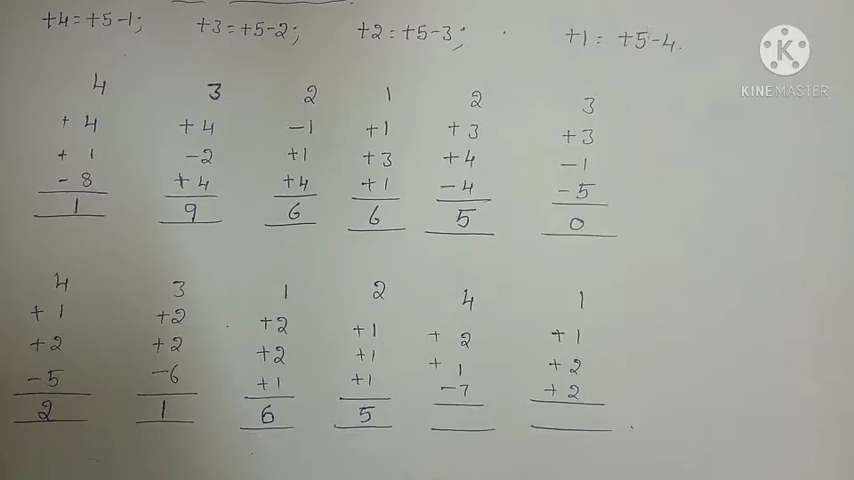 +4=+5-1; +3=+5-2; +2=+5-3; +1= +5-4.
K
KINEMASTER
4 3 2 1 2 3
+4 +4 -1 +1 +3 +3
+1 -2 +1 +3 +4 -1
-8 +4 +4 +1 -4 -5
1 9 6 6 5 0
4 3 1 2 4 1
+1 +2 +2 +1 +2 +1
+2 +2 +2 +1 +1 +2
-5 -6 +1 +1 -7 +2
2 1 6 5